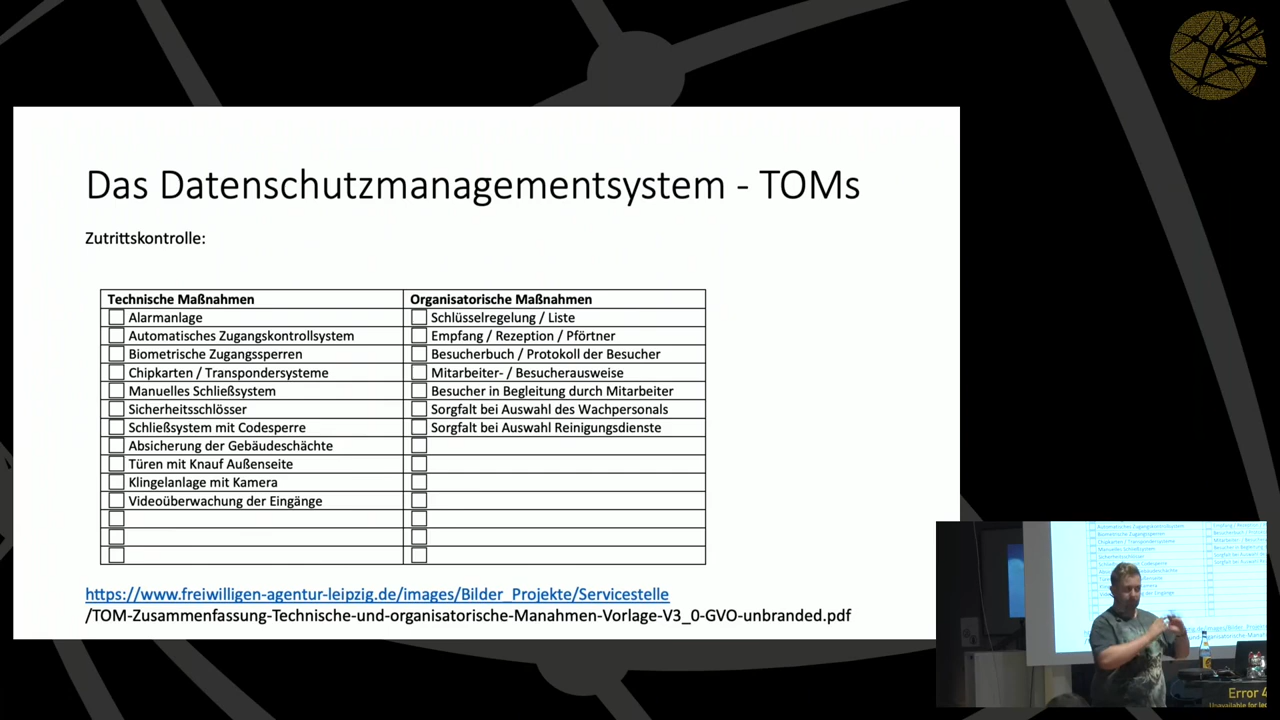 Das Datenschutzmanagementsystem - TOMs
Zutrittskontrolle:
Technische Maßnahmen
Organisatorische Maßnahmen
Alarmanlage
Schlüsselregelung / Liste
Automatisches Zugangskontrollsystem
Empfang / Rezeption / Pförtner
Biometrische Zugangssperren
Besucherbuch / Protokoll der Besucher
Chipkarten / Transpondersysteme
Mitarbeiter- / Besucherausweise
Manuelles Schließsystem
Besucher in Begleitung durch Mitarbeiter
Sicherheitsschlösser
Sorgfalt bei Auswahl des Wachpersonals
Schließsystem mit Codesperre
Sorgfalt bei Auswahl Reinigungsdienste
Absicherung der Gebäudeschächte
Türen mit Knauf Außenseite
Klingelanlage mit Kamera
Videoüberwachung der Eingänge
https://www.freiwilligen-agentur-leipzig.de/images/Bilder_Projekte/Servicestelle
/TOM-Zusammenfassung-Technische-und-organisatorische-Manahmen-Vorlage-V3_0-GVO-unbranded.pdf
Error 4